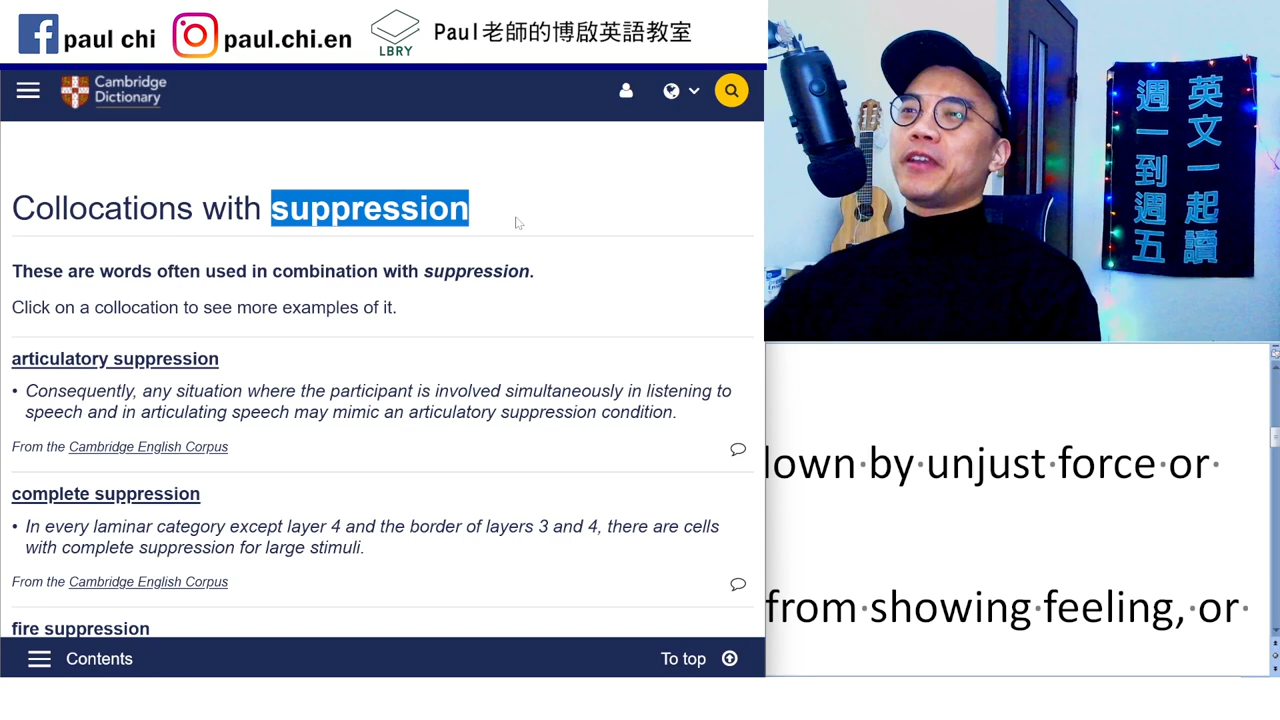 paul chi
paul.chi.en
LBRY
Paul老師的博啟英語教室
Cambridge
Dictionary
Collocations with suppression
These are words often used in combination with suppression.
Click on a collocation to see more examples of it.
articulatory suppression
• Consequently, any situation where the participant is involved simultaneously in listening to
speech and in articulating speech may mimic an articulatory suppression condition.
From the Cambridge English Corpus
complete suppression
• In every laminar category except layer 4 and the border of layers 3 and 4, there are cells
with complete suppression for large stimuli.
From the Cambridge English Corpus
fire suppression
Contents
To top
英文一起讀
週一到週五
lown·by·unjust·force·or·
from·showing·feeling,·or·